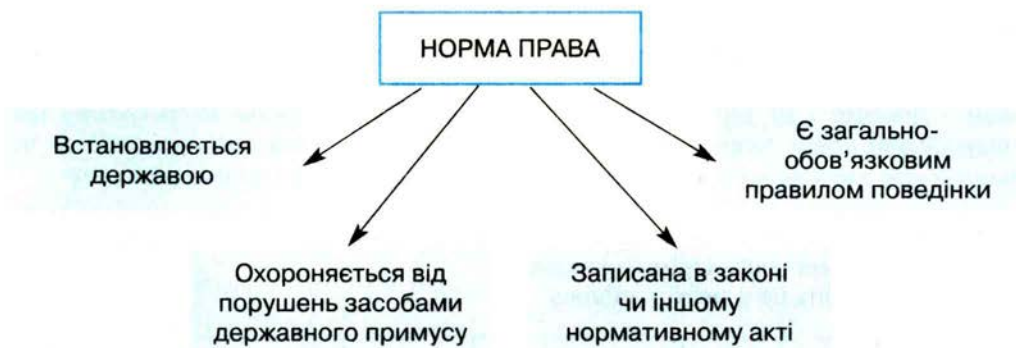 НОРМА ПРАВА
Встановлюється
державою
Є загально-
обов’язковим
правилом поведінки
Охороняється від
порушень засобами
державного примусу
Записана в законі
чи іншому
нормативному акті